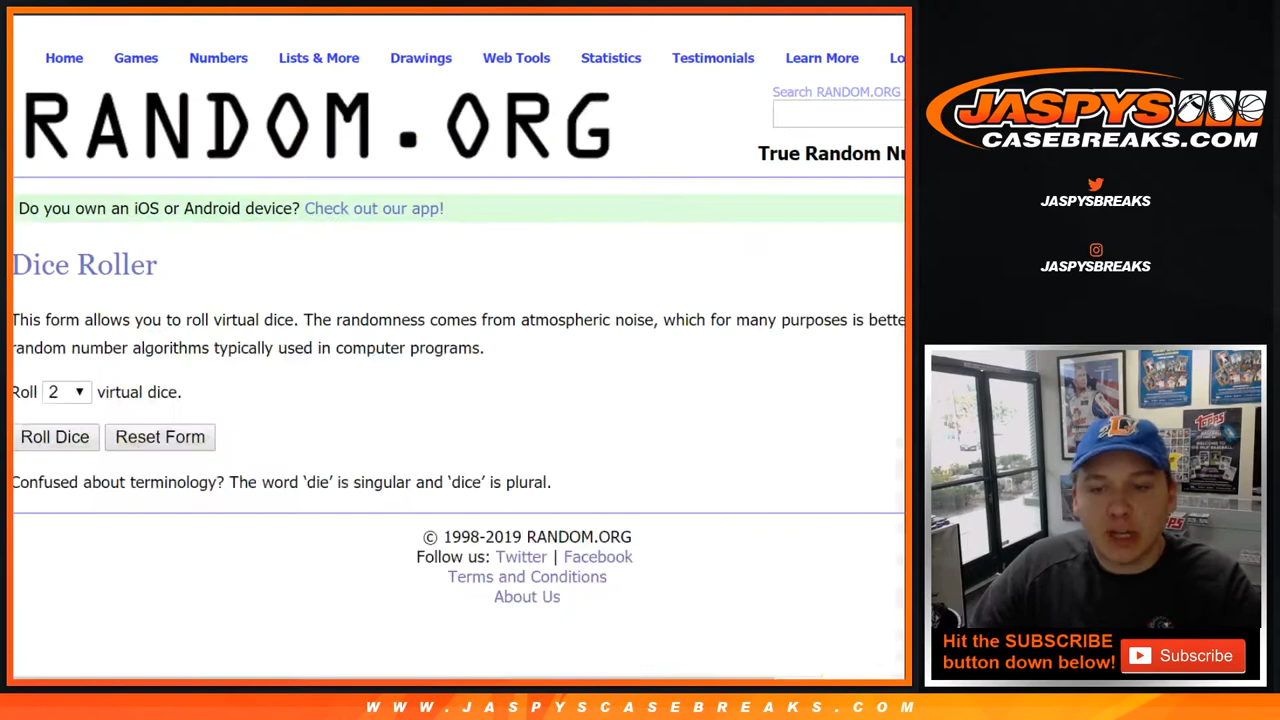 Home Games Numbers Lists & More Drawings Web Tools Statistics Testimonials Learn More Lo
RANDOM.ORG
Search RANDOM.ORG
True Random Nu
Do you own an iOS or Android device? Check out our app!
Dice Roller
This form allows you to roll virtual dice. The randomness comes from atmospheric noise, which for many purposes is bette
random number algorithms typically used in computer programs.
Roll 2 virtual dice.
Roll Dice Reset Form
Confused about terminology? The word ‘die’ is singular and ‘dice’ is plural.
© 1998-2019 RANDOM.ORG
Follow us: Twitter | Facebook
Terms and Conditions
About Us
JASPYS
CASEBREAKS.COM
JASPYSBREAKS
JASPYSBREAKS
TOPPS
Hit the SUBSCRIBE
button down below!
Subscribe
WWW.JASPYSCASEBREAKS.COM